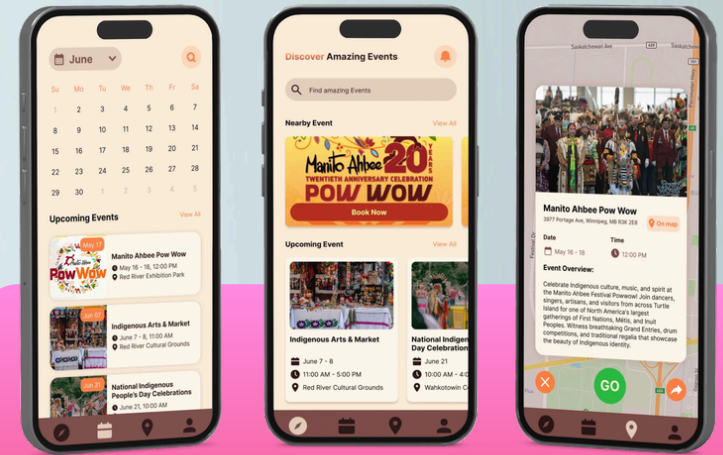 June
Su Mo Tu We Th Fr Sa
1 2 3 4 5 6 7
8 9 10 11 12 13 14
15 16 17 18 19 20 21
22 23 24 25 26 27 28
29 30 1 2 3 4 5
Upcoming Events
View All
May 17
Manito Ahbee
PowWow
Manito Ahbee Pow Wow
May 16 - 18, 12:00 PM
Red River Exhibition Park
Jun 07
Indigenous Arts & Market
June 7 - 8, 11:00 AM
Red River Cultural Grounds
Jun 21
National Indigenous
People's Day Celebrations
June 21, 10:00 AM
Discover Amazing Events
Find amazing Events
Nearby Event
View All
Manito Ahbee 20 YEARS
TWENTIETH ANNIVERSARY CELEBRATION
POW WOW
Book Now
Upcoming Event
View All
Indigenous Arts & Market
June 7 - 8
11:00 AM - 5:00 PM
Red River Cultural Grounds
National Indigen
Day Celebration
June 21
10:00 AM - 4:0
Wahkotowin C
Saskatchewan Ave
425
Saskatchewan
Manito Ahbee Pow Wow
3977 Portage Ave, Winnipeg, MB R3K 2E8
On map
Date
Time
May 16 - 18
12:00 PM
Event Overview:
Celebrate Indigenous culture, music, and spirit at
the Manito Ahbee Festival Powwow! Join dancers,
singers, artisans, and visitors from across Turtle
Island for one of North America's largest
gatherings of First Nations, Métis, and Inuit
Peoples. Witness breathtaking Grand Entries, drum
competitions, and traditional regalia that showcase
the beauty of Indigenous identity.
GO